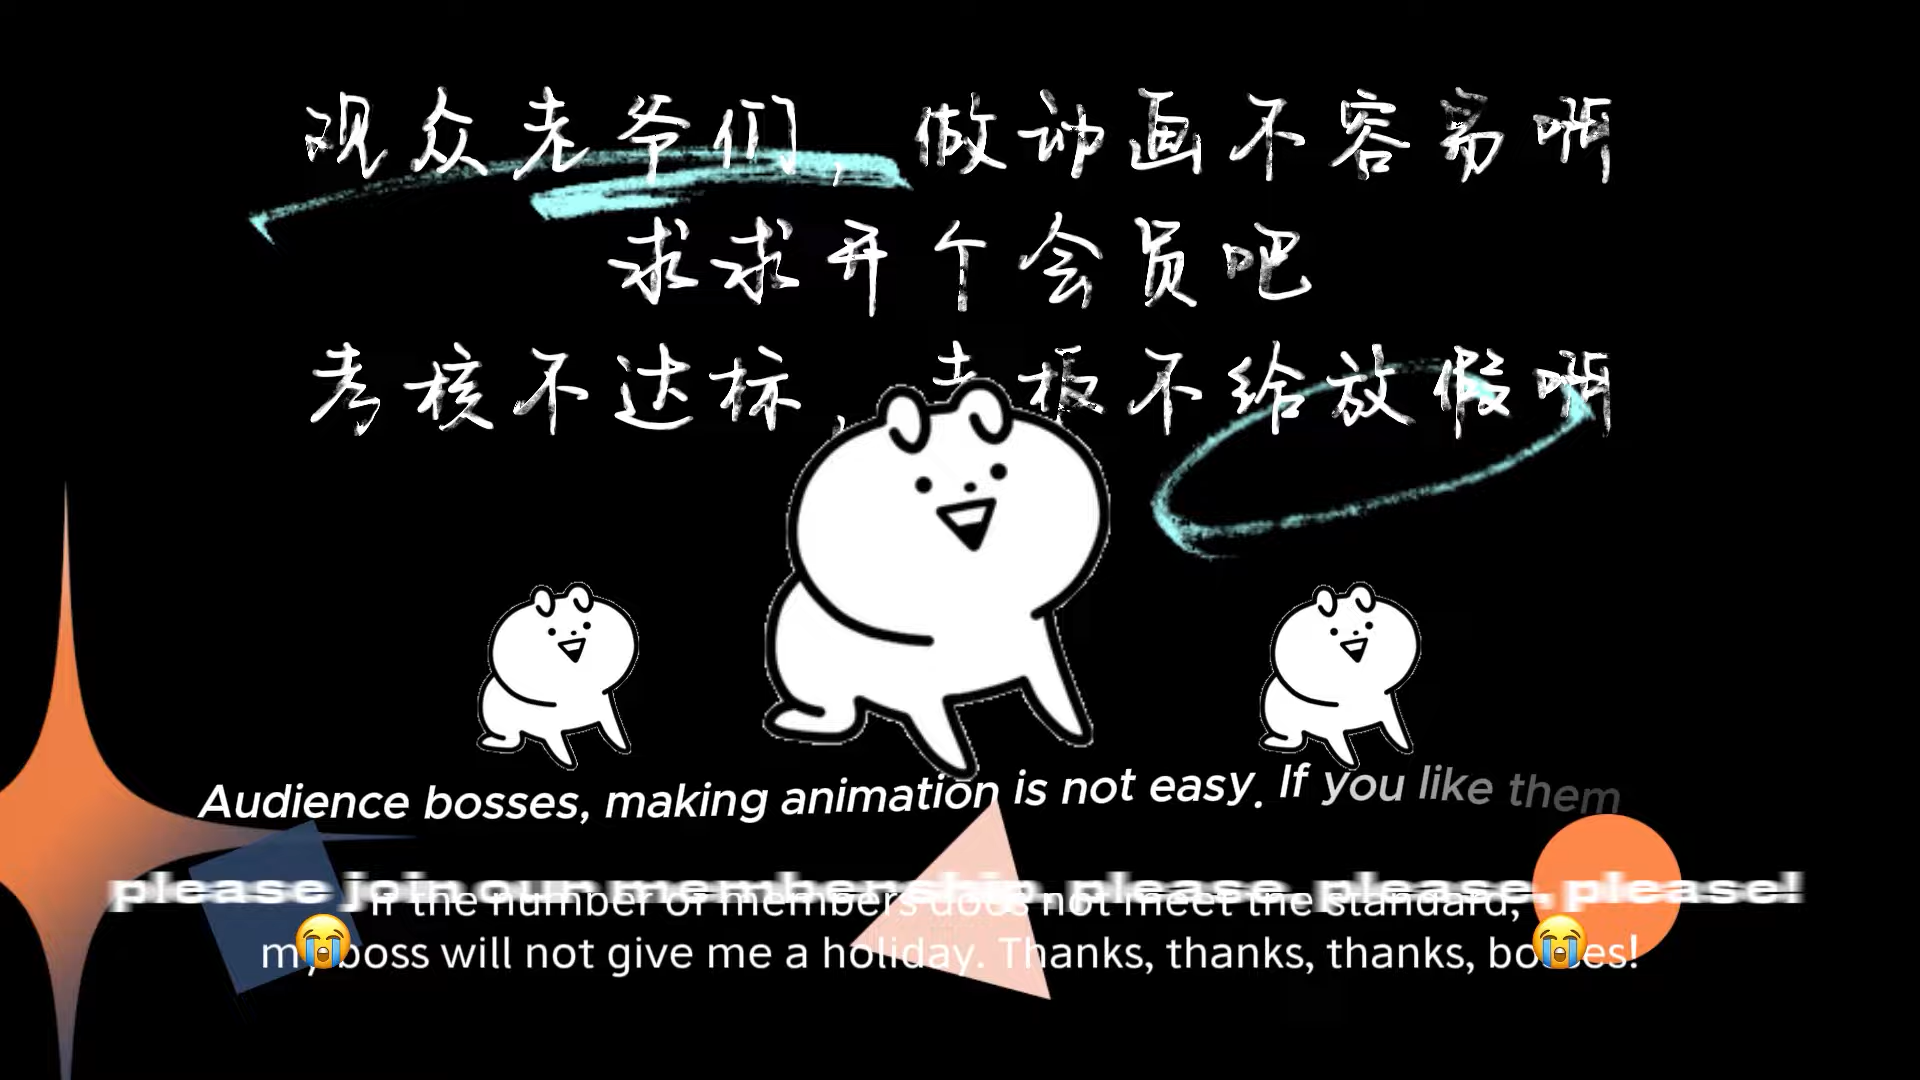 观众老爷们，做动画不容易啊
求求开个会员吧
考核不达标，老板不给放假啊
Audience bosses, making animation is not easy. If you like them
please join our membership, please, please, please!
If the number of members does not meet the standard,
my boss will not give me a holiday. Thanks, thanks, thanks, bosses!